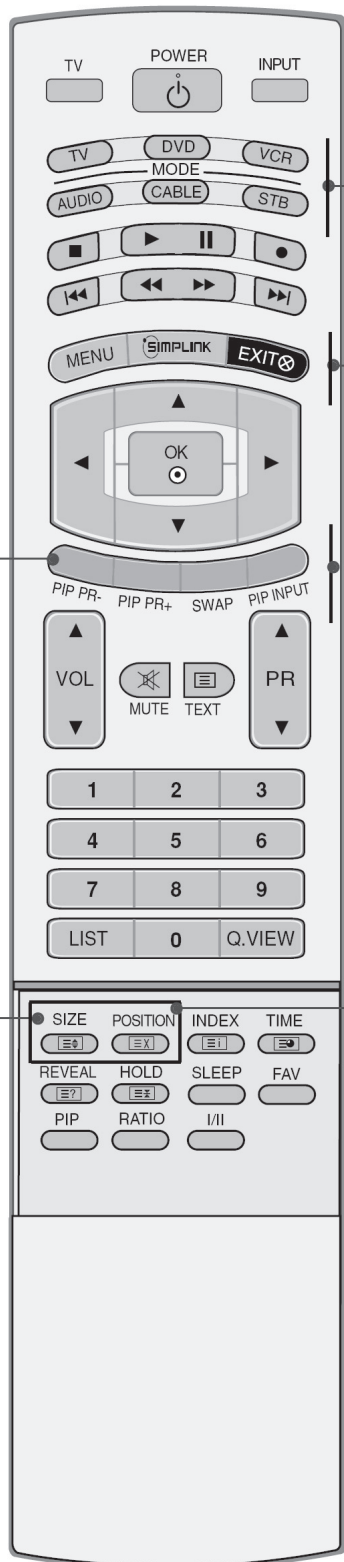 TV POWER INPUT
TV DVD VCR
MODE
AUDIO CABLE STB
MENU SIMPLINK EXIT
OK
PIP PR- PIP PR+ SWAP PIP INPUT
VOL PR
MUTE TEXT
1 2 3
4 5 6
7 8 9
LIST 0 Q.VIEW
SIZE POSITION INDEX TIME
REVEAL HOLD SLEEP FAV
PIP RATIO I/II